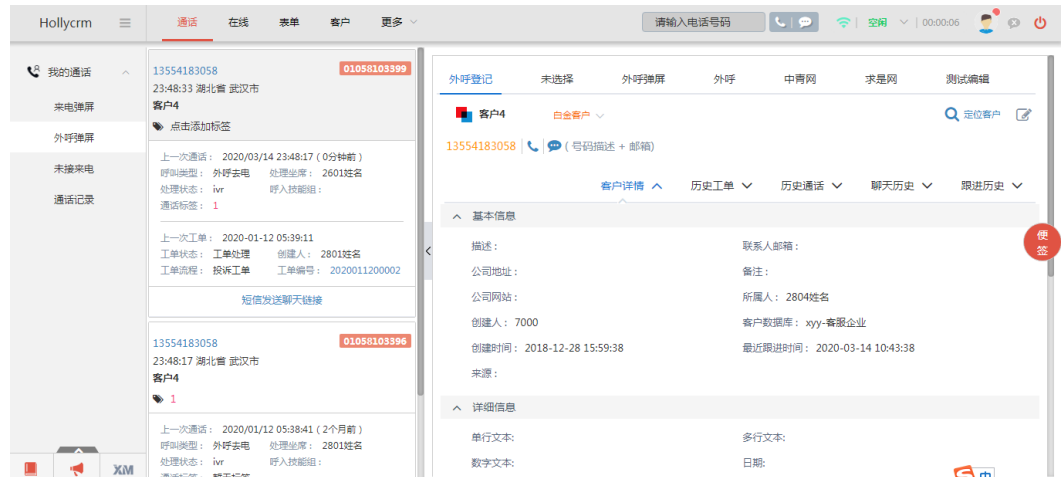 Hollycrm
通话 在线 表单 客户 更多
请输入电话号码
空闲 00:00:06
我的通话
来电弹屏
外呼弹屏
未接来电
通话记录
XiM
13554183058 01058103399
23:48:33 湖北省 武汉市
客户4
点击添加标签
上一次通话： 2020/03/14 23:48:17 ( 0分钟前 )
呼叫类型： 外呼去电 处理坐席： 2601姓名
处理状态： ivr 呼入技能组：
通话标签： 1
上一次工单： 2020-01-12 05:39:11
工单状态： 工单处理 创建人： 2801姓名
工单流程： 投诉工单 工单编号： 2020011200002
短信发送聊天链接
13554183058 01058103396
23:48:17 湖北省 武汉市
客户4
1
上一次通话： 2020/01/12 05:38:41 ( 2个月前 )
呼叫类型： 外呼去电 处理坐席： 2801姓名
处理状态： ivr 呼入技能组：
外呼登记 未选择 外呼弹屏 外呼 中青网 求是网 测试编辑
客户4 白金客户 定位客户
13554183058 ( 号码描述 + 邮箱)
客户详情 历史工单 历史通话 聊天历史 跟进历史
基本信息
描述： 联系人邮箱：
公司地址： 备注：
公司网站： 所属人： 2804姓名
创建人： 7000 客户数据库： xyy-客服企业
创建时间： 2018-12-28 15:59:38 最近跟进时间： 2020-03-14 10:43:38
来源：
详细信息
单行文本: 多行文本:
数字文本: 日期:
便签
中